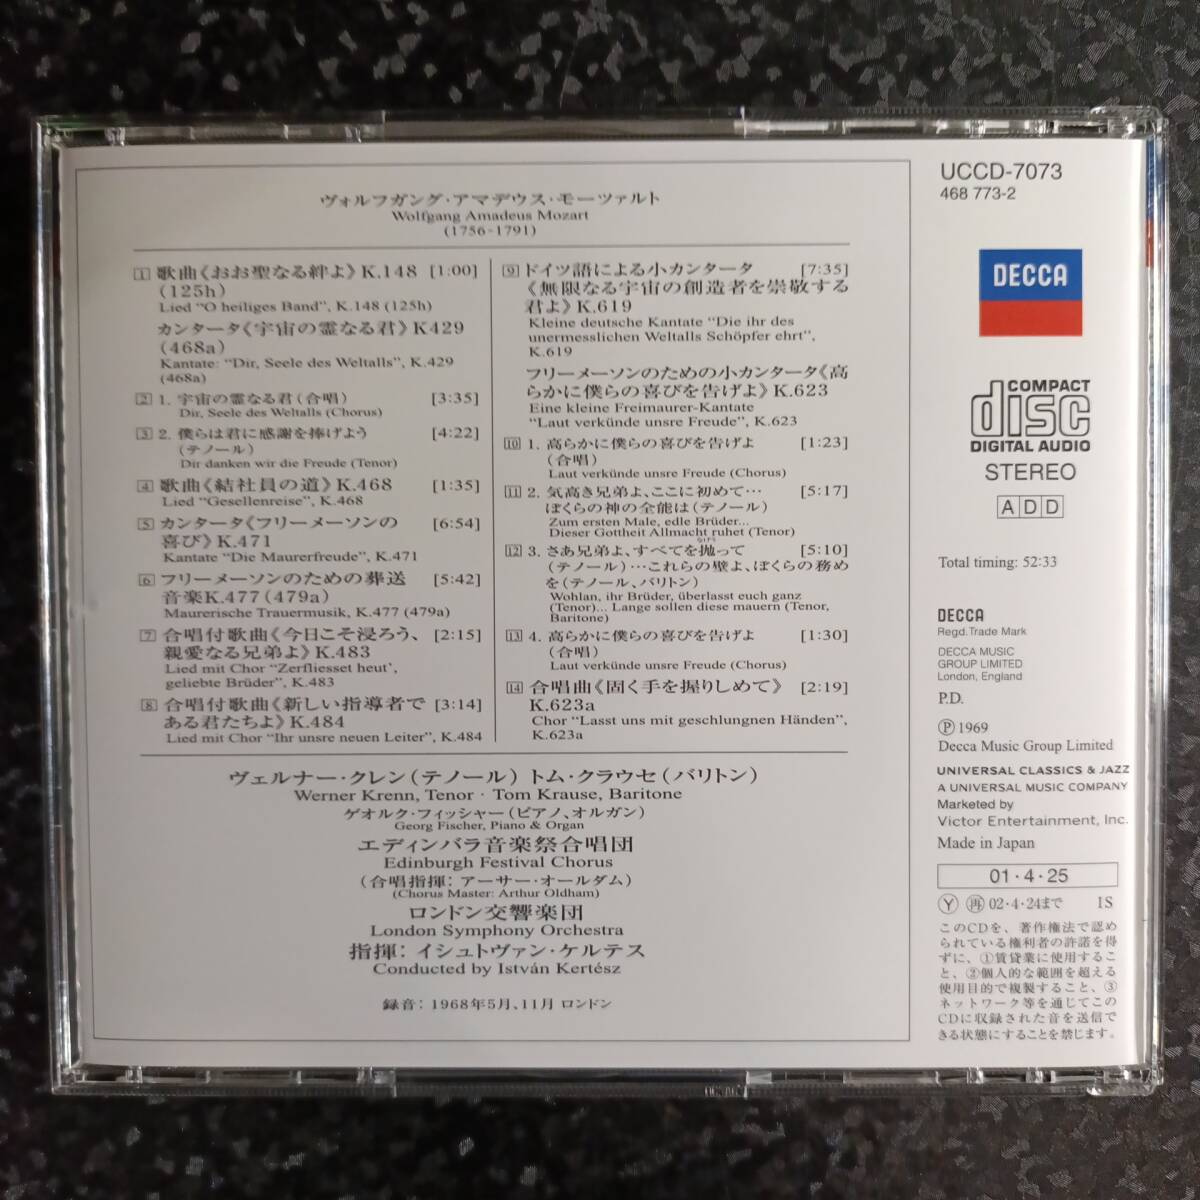 ヴォルフガング・アマデウス・モーツァルト
Wolfgang Amadeus Mozart
(1756-1791)
1 歌曲《おお聖なる絆よ》K.148 [1:00]
(125h)
Lied "O heiliges Band", K.148 (125h)
カンタータ《宇宙の霊なる君》K429
(468a)
Kantate: "Dir, Seele des Weltalls", K.429
(468a)
2 1. 宇宙の霊なる君(合唱) [3:35]
Dir, Seele des Weltalls (Chorus)
3 2. 僕らは君に感謝を捧げよう [4:22]
(テノール)
Dir danken wir die Freude (Tenor)
4 歌曲《結社員の道》K.468 [1:35]
Lied "Gesellenreise", K.468
5 カンタータ《フリーメーソンの [6:54]
喜び》K.471
Kantate "Die Maurerfreude", K.471
6 フリーメーソンのための葬送 [5:42]
音楽K.477 (479a)
Maurerische Trauermusik, K.477 (479a)
7 合唱付歌曲《今日こそ浸ろう、 [2:15]
親愛なる兄弟よ》K.483
Lied mit Chor "Zerfliesset heut',
geliebte Brüder", K.483
8 合唱付歌曲《新しい指導者で [3:14]
ある君たちよ》K.484
Lied mit Chor "Ihr unsre neuen Leiter", K.484
9 ドイツ語による小カンタータ [7:35]
《無限なる宇宙の創造者を崇敬する
君よ》K.619
Kleine deutsche Kantate "Die ihr des
unermesslichen Weltalls Schöpfer ehrt",
K.619
フリーメーソンのための小カンタータ《高
らかに僕らの喜びを告げよ》K.623
Eine kleine Freimaurer-Kantate
"Laut verkünde unsre Freude", K.623
10 1. 高らかに僕らの喜びを告げよ [1:23]
(合唱)
Laut verkünde unsre Freude (Chorus)
11 2. 気高き兄弟よ、ここに初めて… [5:17]
ぼくらの神の全能は(テノール)
Zum ersten Male, edle Brüder...
Dieser Gottheit Allmacht ruhet (Tenor)
12 3. さあ兄弟よ、すべてを抛って [5:10]
(テノール)…これらの壁よ、ぼくらの務め
を(テノール、バリトン)
Wohlan, ihr Brüder, überlasst euch ganz
(Tenor)... Lange sollen diese mauern (Tenor,
Baritone)
13 4. 高らかに僕らの喜びを告げよ [1:30]
(合唱)
Laut verkünde unsre Freude (Chorus)
14 合唱曲《固く手を握りしめて》 [2:19]
K.623a
Chor "Lasst uns mit geschlungnen Händen",
K.623a
ヴェルナー・クレン(テノール) トム・クラウセ(バリトン)
Werner Krenn, Tenor · Tom Krause, Baritone
ゲオルク・フィッシャー(ピアノ、オルガン)
Georg Fischer, Piano & Organ
エディンバラ音楽祭合唱団
Edinburgh Festival Chorus
(合唱指揮: アーサー・オールダム)
(Chorus Master: Arthur Oldham)
ロンドン交響楽団
London Symphony Orchestra
指揮: イシュトヴァン・ケルテス
Conducted by István Kertész
録音: 1968年5月、11月 ロンドン
UCCD-7073
468 773-2
DECCA
COMPACT
disc
DIGITAL AUDIO
STEREO
ADD
Total timing: 52:33
DECCA
Regd. Trade Mark
DECCA MUSIC
GROUP LIMITED
London, England
P.D.
Ⓟ 1969
Decca Music Group Limited
UNIVERSAL CLASSICS & JAZZ
A UNIVERSAL MUSIC COMPANY
Marketed by
Victor Entertainment, Inc.
Made in Japan
01・4・25
Ⓨ 再 02・4・24まで 1S
このCDを、著作権法で認め
られている権利者の許諾を得
ずに、①賃貸業に使用するこ
と、②個人的な範囲を超える
使用目的で複製すること、③
ネットワーク等を通じてこの
CDに収録された音を送信で
きる状態にすることを禁じます。